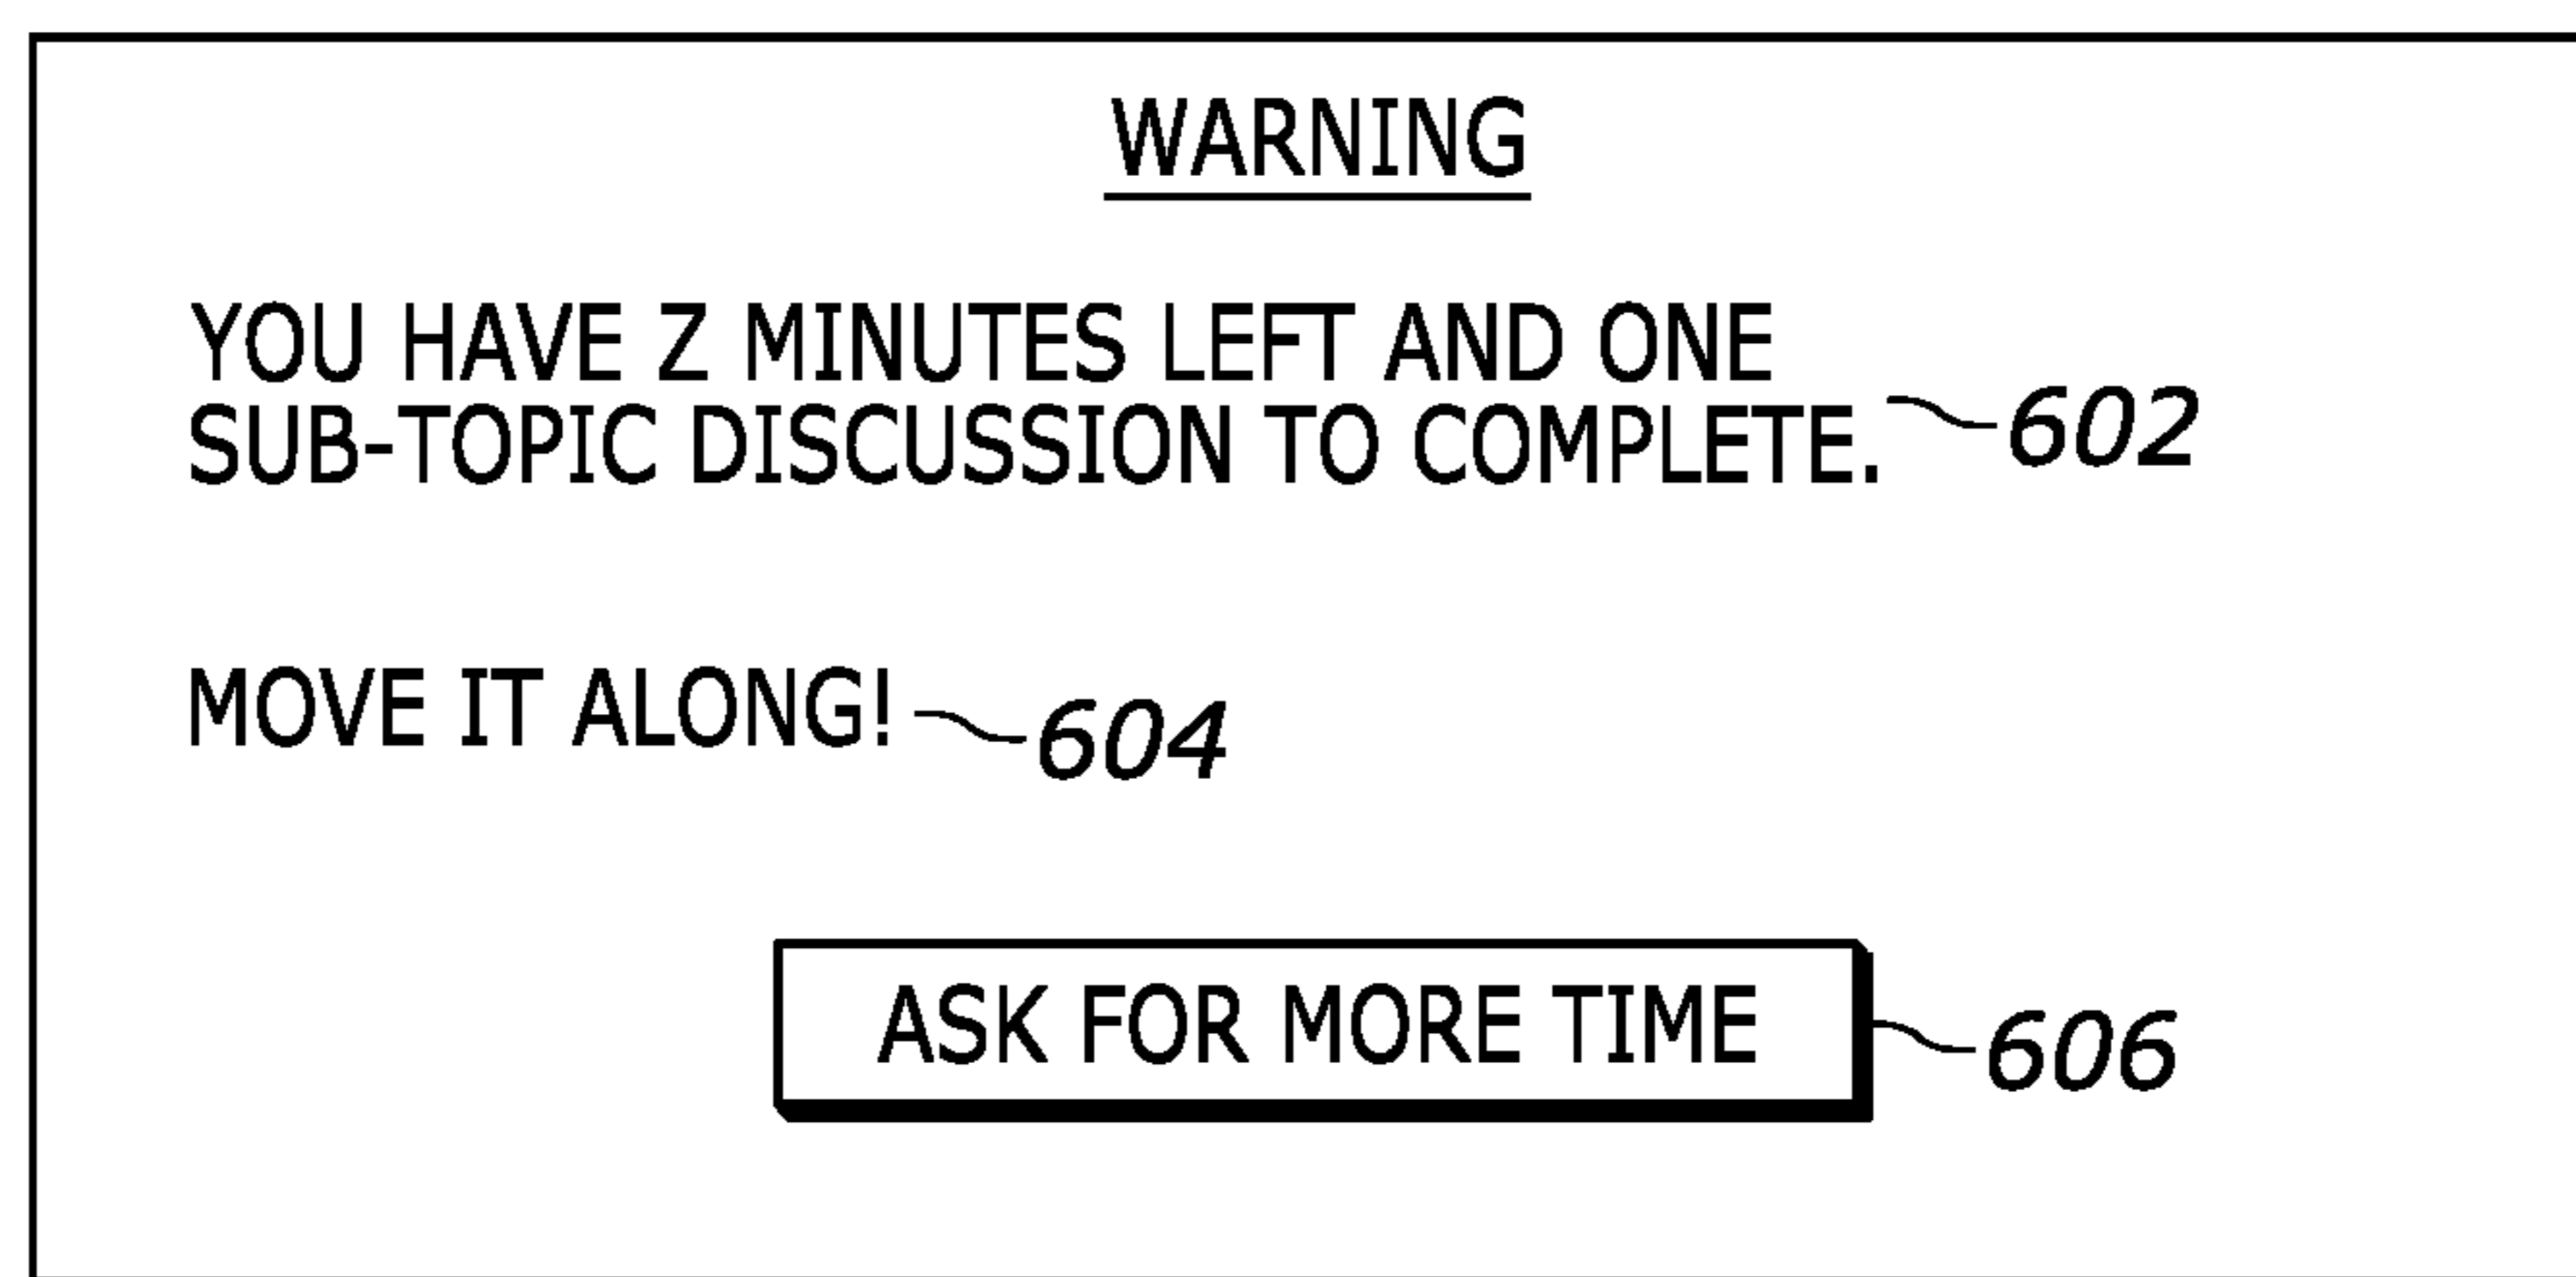 WARNING
YOU HAVE Z MINUTES LEFT AND ONE
SUB-TOPIC DISCUSSION TO COMPLETE.
602
MOVE IT ALONG!
604
ASK FOR MORE TIME
606